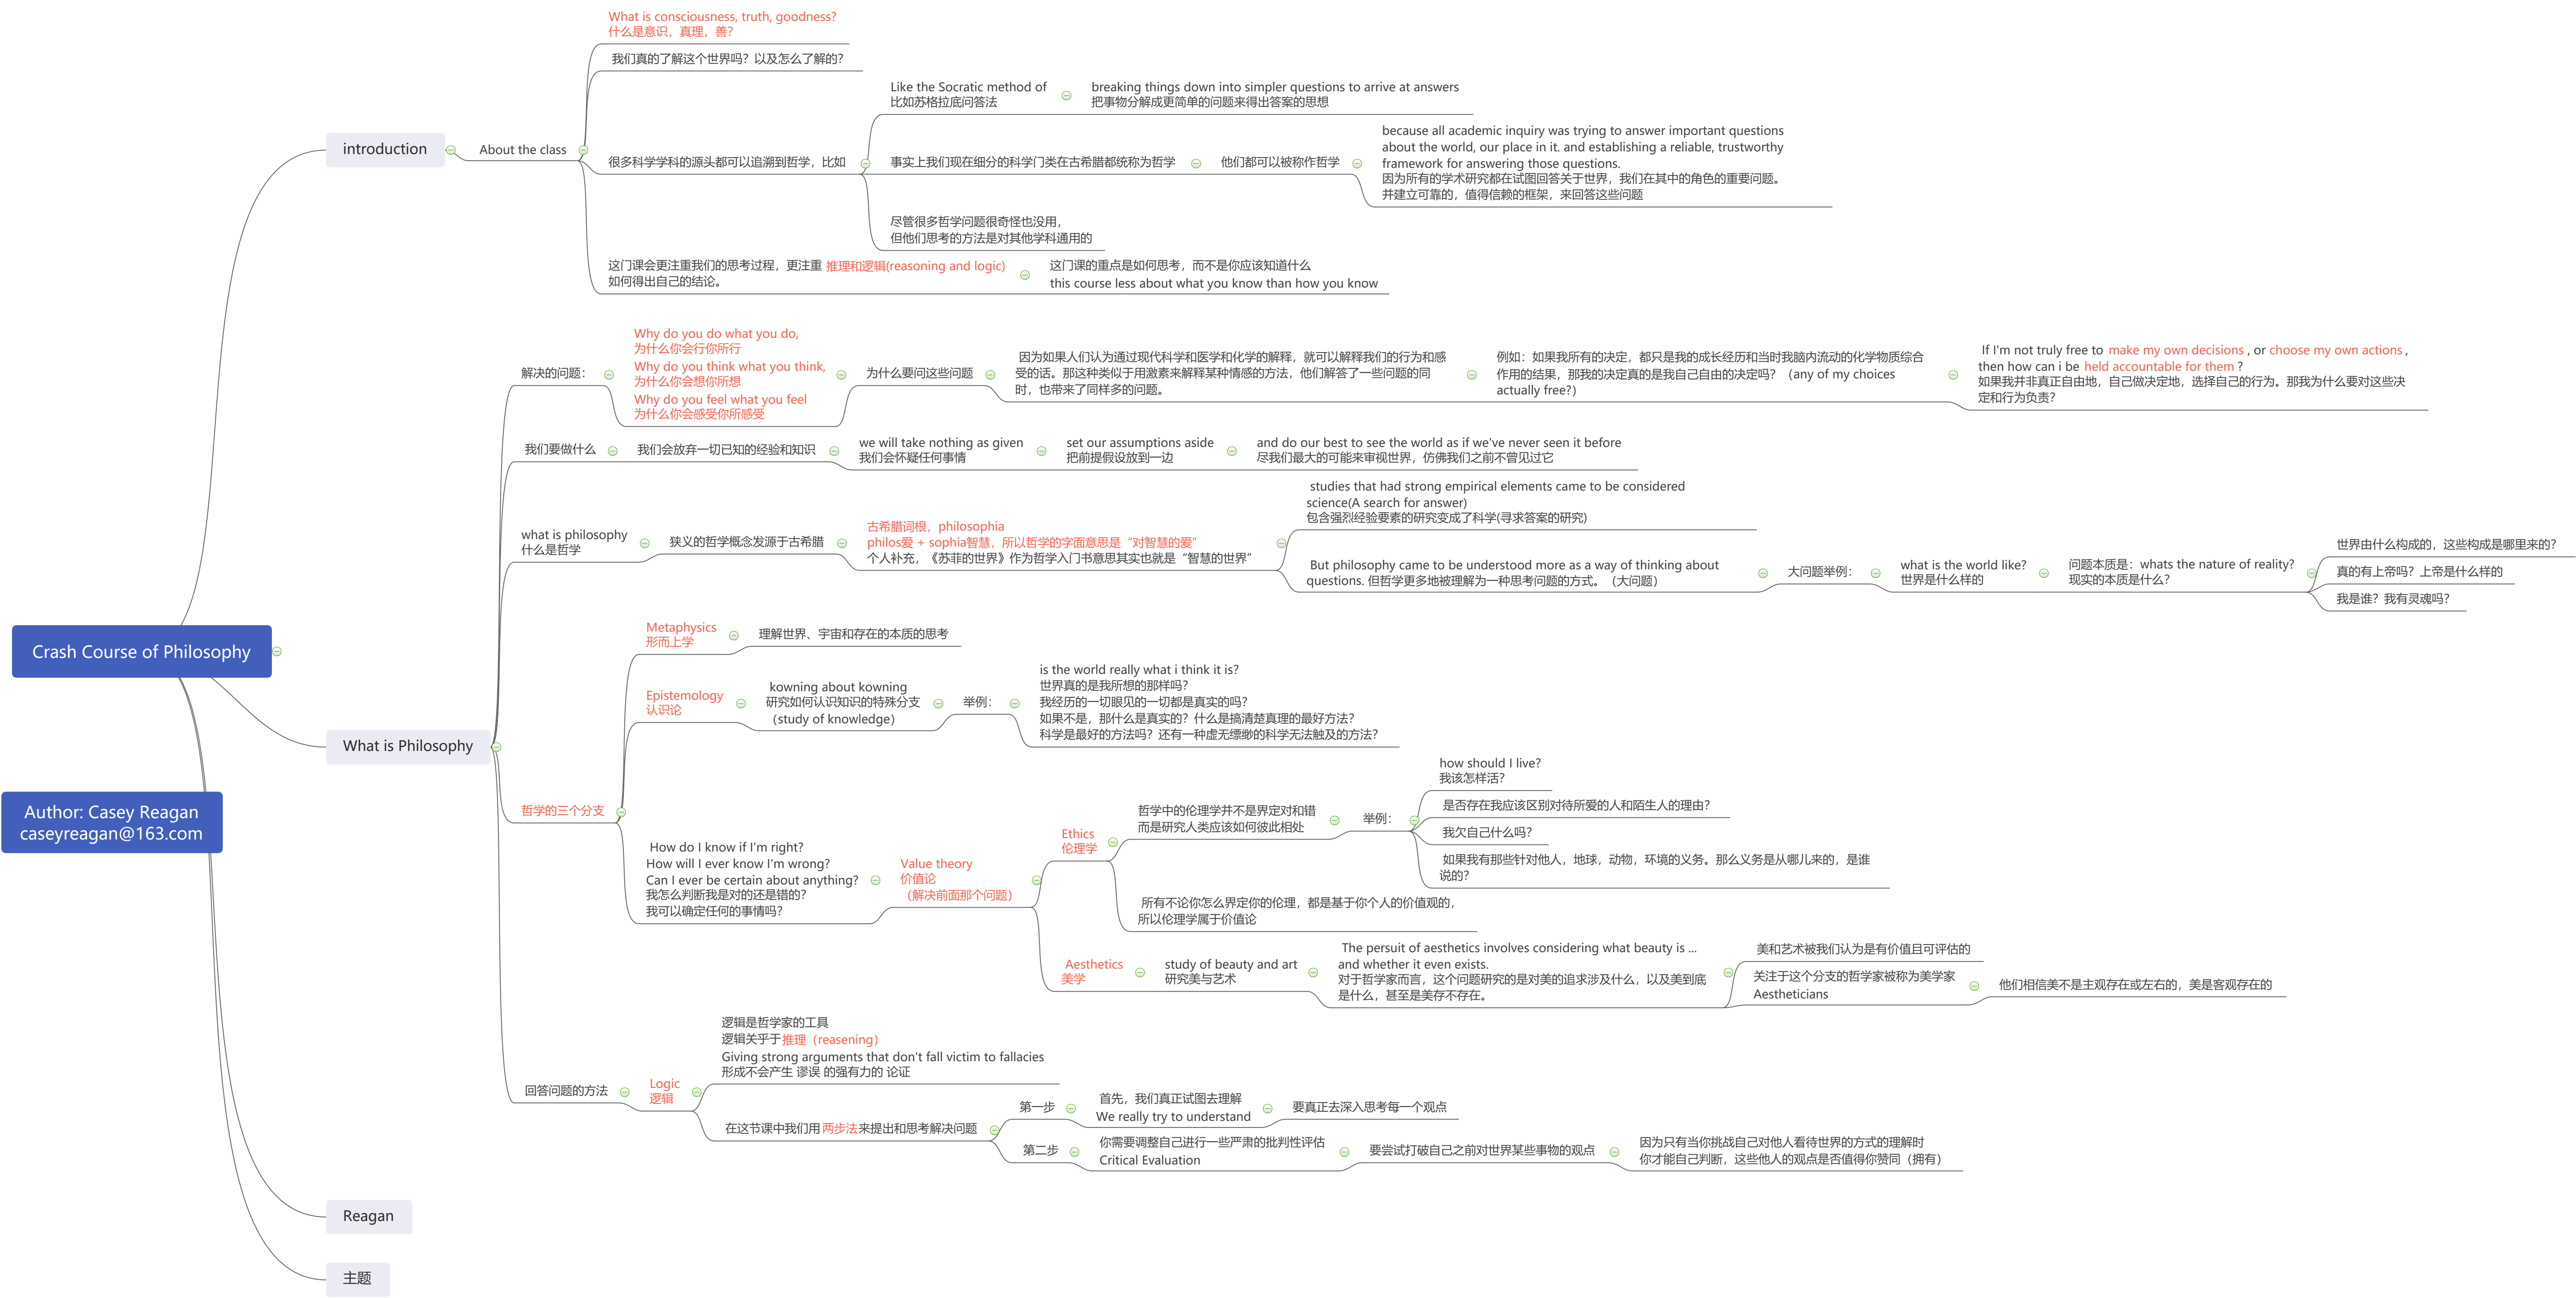 Crash Course of Philosophy
Author: Casey Reagan
caseyreagan@163.com
introduction
About the class
What is consciousness, truth, goodness?
什么是意识，真理，善？
我们真的了解这个世界吗？以及怎么了解的？
很多科学学科的源头都可以追溯到哲学，比如
Like the Socratic method of
比如苏格拉底问答法
breaking things down into simpler questions to arrive at answers
把事物分解成更简单的问题来得出答案的思想
事实上我们现在细分的科学门类在古希腊都统称为哲学
他们都可以被称作哲学
because all academic inquiry was trying to answer important questions
about the world, our place in it. and establishing a reliable, trustworthy
framework for answering those questions.
因为所有的学术研究都在试图回答关于世界，我们在其中的角色的重要问题。
并建立可靠的，值得信赖的框架，来回答这些问题
尽管很多哲学问题很奇怪也没用，
但他们思考的方法是对其他学科通用的
这门课会更注重我们的思考过程，更注重 推理和逻辑(reasoning and logic)
如何得出自己的结论。
这门课的重点是如何思考，而不是你应该知道什么
this course less about what you know than how you know
What is Philosophy
解决的问题：
Why do you do what you do,
为什么你会行你所行
Why do you think what you think,
为什么你会想你所想
Why do you feel what you feel
为什么你会感受你所感受
为什么要问这些问题
因为如果人们认为通过现代科学和医学和化学的解释，就可以解释我们的行为和感
受的话。那这种类似于用激素来解释某种情感的方法，他们解答了一些问题的同
时，也带来了同样多的问题。
例如：如果我所有的决定，都只是我的成长经历和当时我脑内流动的化学物质综合
作用的结果，那我的决定真的是我自己自由的决定吗？（any of my choices
actually free?）
If I'm not truly free to make my own decisions , or choose my own actions ,
then how can i be held accountable for them ?
如果我并非真正自由地，自己做决定地，选择自己的行为。那我为什么要对这些决
定和行为负责？
我们要做什么
我们会放弃一切已知的经验和知识
we will take nothing as given
我们会怀疑任何事情
set our assumptions aside
把前提假设放到一边
and do our best to see the world as if we've never seen it before
尽我们最大的可能来审视世界，仿佛我们之前不曾见过它
what is philosophy
什么是哲学
狭义的哲学概念发源于古希腊
古希腊词根，philosophia
philos爱 + sophia智慧，所以哲学的字面意思是“对智慧的爱”
个人补充，《苏菲的世界》作为哲学入门书意思其实也就是“智慧的世界”
studies that had strong empirical elements came to be considered
science(A search for answer)
包含强烈经验要素的研究变成了科学(寻求答案的研究)
But philosophy came to be understood more as a way of thinking about
questions. 但哲学更多地被理解为一种思考问题的方式。（大问题）
大问题举例：
what is the world like?
世界是什么样的
问题本质是：whats the nature of reality?
现实的本质是什么？
世界由什么构成的，这些构成是哪里来的？
真的有上帝吗？上帝是什么样的
我是谁？我有灵魂吗？
哲学的三个分支
Metaphysics
形而上学
理解世界、宇宙和存在的本质的思考
Epistemology
认识论
kowning about kowning
研究如何认识知识的特殊分支
（study of knowledge）
举例：
is the world really what i think it is?
世界真的是我所想的那样吗？
我经历的一切眼见的一切都是真实的吗？
如果不是，那什么是真实的？什么是搞清楚真理的最好方法？
科学是最好的方法吗？还有一种虚无缥缈的科学无法触及的方法？
How do I know if I'm right?
How will I ever know I'm wrong?
Can I ever be certain about anything?
我怎么判断我是对的还是错的？
我可以确定任何的事情吗？
Value theory
价值论
（解决前面那个问题）
Ethics
伦理学
哲学中的伦理学并不是界定对和错
而是研究人类应该如何彼此相处
举例：
how should I live?
我该怎样活？
是否存在我应该区别对待所爱的人和陌生人的理由？
我欠自己什么吗？
如果我有那些针对他人，地球，动物，环境的义务。那么义务是从哪儿来的，是谁
说的？
所有不论你怎么界定你的伦理，都是基于你个人的价值观的，
所以伦理学属于价值论
Aesthetics
美学
study of beauty and art
研究美与艺术
The persuit of aesthetics involves considering what beauty is ...
and whether it even exists.
对于哲学家而言，这个问题研究的是对美的追求涉及什么，以及美到底
是什么，甚至是美存不存在。
美和艺术被我们认为是有价值且可评估的
关注于这个分支的哲学家被称为美学家
Aestheticians
他们相信美不是主观存在或左右的，美是客观存在的
回答问题的方法
Logic
逻辑
逻辑是哲学家的工具
逻辑关乎于推理（reasening）
Giving strong arguments that don't fall victim to fallacies
形成不会产生 谬误 的强有力的 论证
在这节课中我们用 两步法来提出和思考解决问题
第一步
首先，我们真正试图去理解
We really try to understand
要真正去深入思考每一个观点
第二步
你需要调整自己进行一些严肃的批判性评估
Critical Evaluation
要尝试打破自己之前对世界某些事物的观点
因为只有当你挑战自己对他人看待世界的方式的理解时
你才能自己判断，这些他人的观点是否值得你赞同（拥有）
Reagan
主题